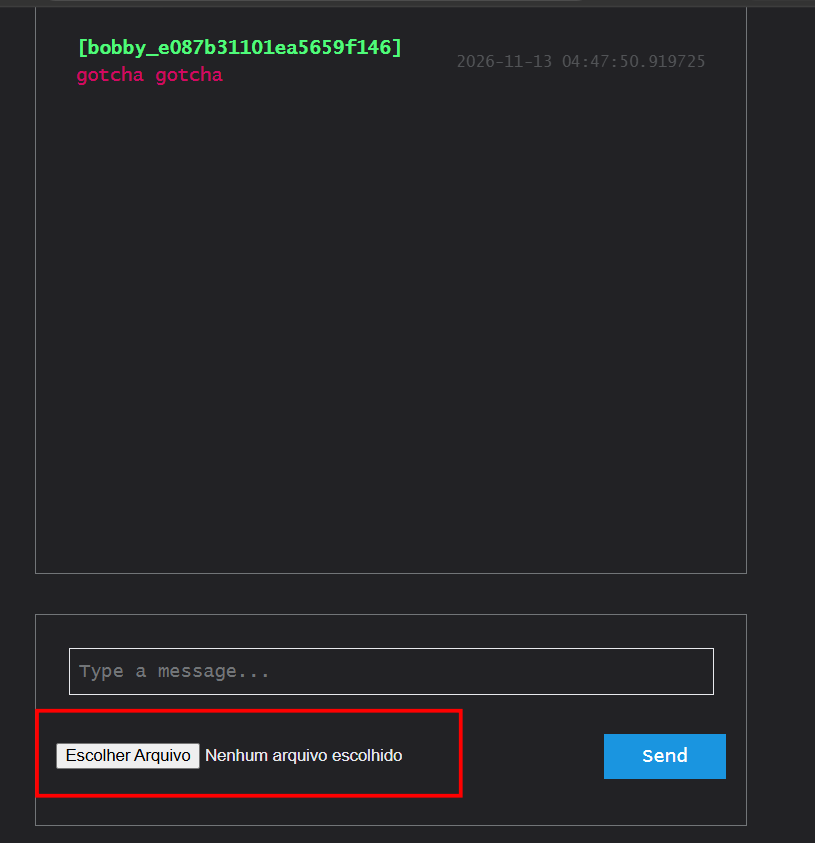 [bobby_e087b31101ea5659f146]
gotcha gotcha
2026-11-13 04:47:50.919725
Type a message...
Escolher Arquivo Nenhum arquivo escolhido
Send